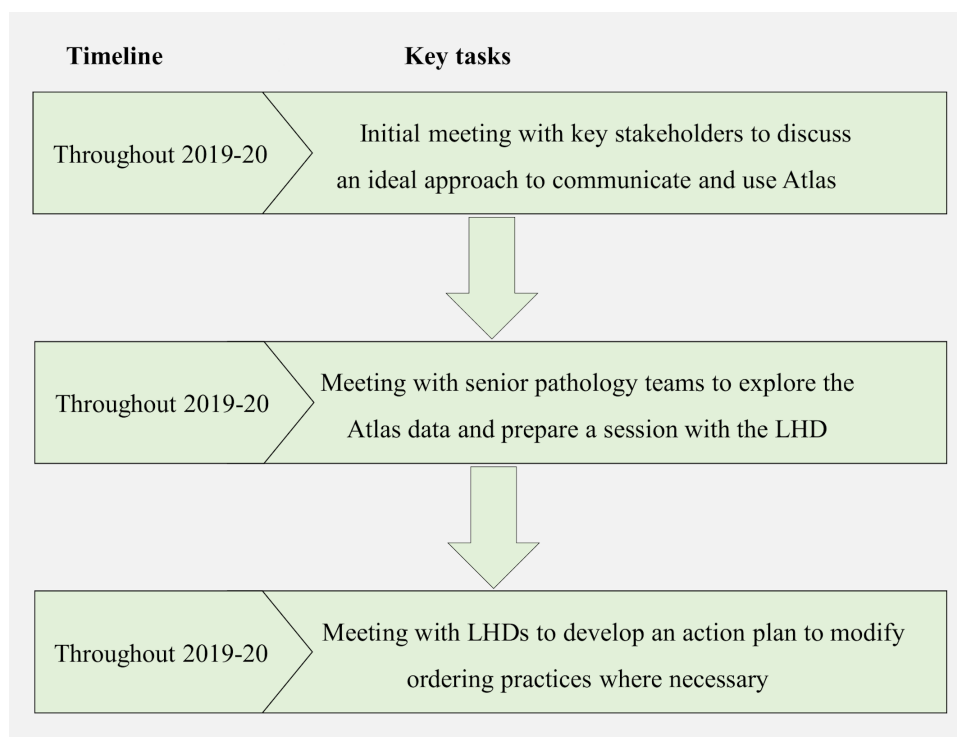 Timeline
Key tasks
Throughout 2019-20
Initial meeting with key stakeholders to discuss
an ideal approach to communicate and use Atlas
Throughout 2019-20
Meeting with senior pathology teams to explore the
Atlas data and prepare a session with the LHD
Throughout 2019-20
Meeting with LHDs to develop an action plan to modify
ordering practices where necessary